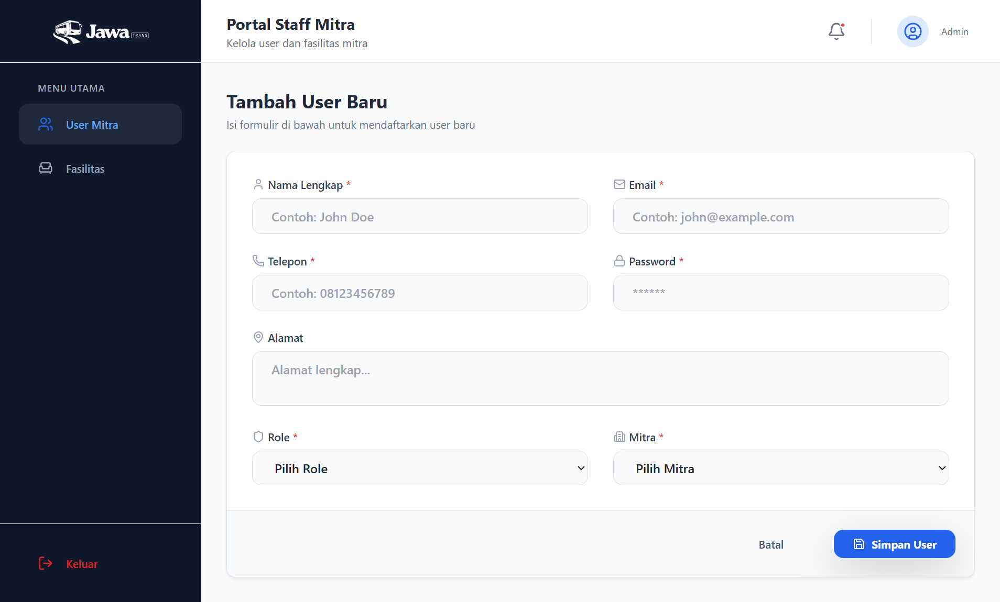 Jawa TRANS
Portal Staff Mitra
Kelola user dan fasilitas mitra
Admin
MENU UTAMA
User Mitra
Fasilitas
Keluar
Tambah User Baru
Isi formulir di bawah untuk mendaftarkan user baru
Nama Lengkap *
Contoh: John Doe
Email *
Contoh: john@example.com
Telepon *
Contoh: 08123456789
Password *
******
Alamat
Alamat lengkap...
Role *
Pilih Role
Mitra *
Pilih Mitra
Batal
Simpan User